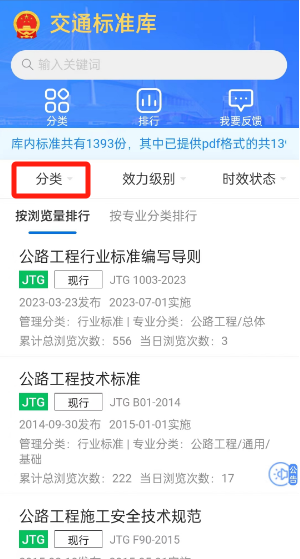 交通标准库
输入关键词
分类 排行 我要反馈
库内标准共有1393份，其中已提供pdf格式的共13
分类 效力级别 时效状态
按浏览量排行 按专业分类排行
公路工程行业标准编写导则
JTG 现行 JTG 1003-2023
2023-03-23发布 2023-07-01实施
管理分类：行业标准 | 专业分类：公路工程/总体
累计总浏览次数：556 当日浏览次数：3
公路工程技术标准
JTG 现行 JTG B01-2014
2014-09-30发布 2015-01-01实施
管理分类：行业标准 | 专业分类：公路工程/通用/
基础
累计总浏览次数：222 当日浏览次数：17
公告
公路工程施工安全技术规范
JTG 现行 JTG F90-2015